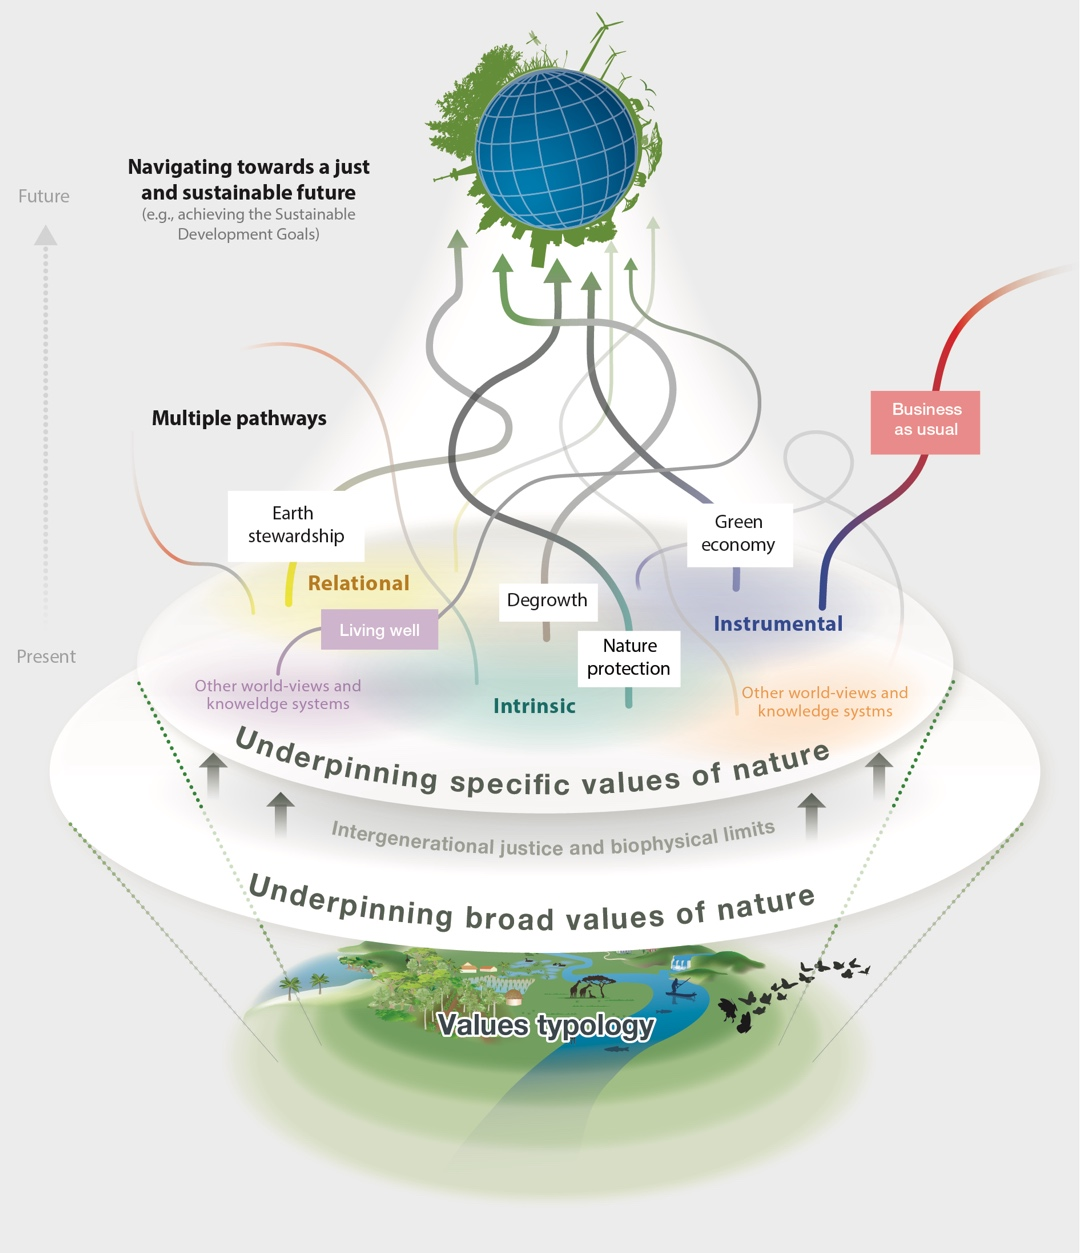 Navigating towards a just
and sustainable future
(e.g., achieving the Sustainable
Development Goals)
Future
Multiple pathways
Business
as usual
Earth
stewardship
Green
economy
Relational
Degrowth
Instrumental
Living well
Nature
protection
Present
Other world-views and
knoweldge systems
Intrinsic
Other world-views and
knowledge systms
Underpinning specific values of nature
Intergenerational justice and biophysical limits
Underpinning broad values of nature
Values typology